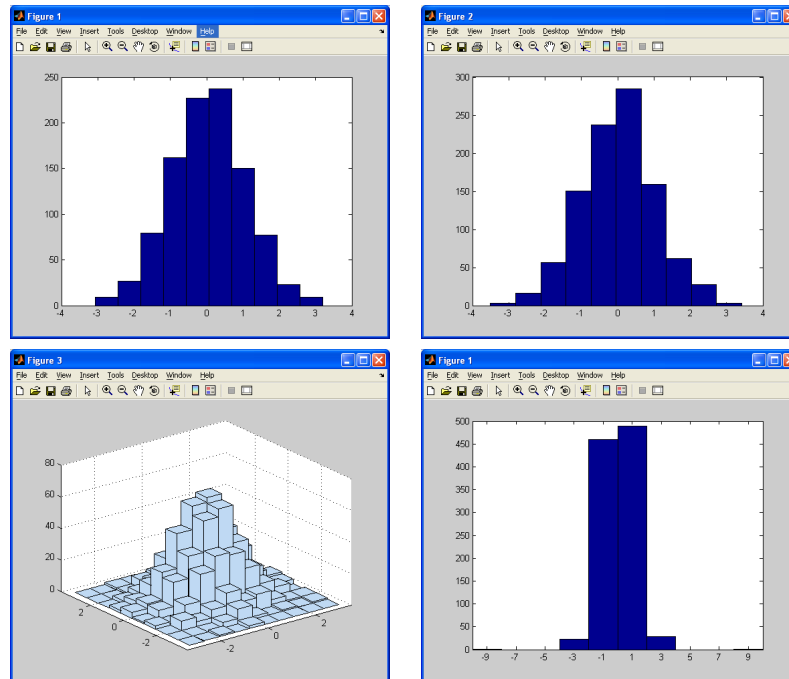 Figure 1
File Edit View Insert Tools Desktop Window Help
250
200
150
100
50
0
-4 -3 -2 -1 0 1 2 3 4
Figure 2
File Edit View Insert Tools Desktop Window Help
300
250
200
150
100
50
0
-4 -3 -2 -1 0 1 2 3 4
Figure 3
File Edit View Insert Tools Desktop Window Help
80
60
40
20
0
2 0 -2
-2 0 2
Figure 1
File Edit View Insert Tools Desktop Window Help
500
450
400
350
300
250
200
150
100
50
0
-9 -7 -5 -3 -1 1 3 5 7 9